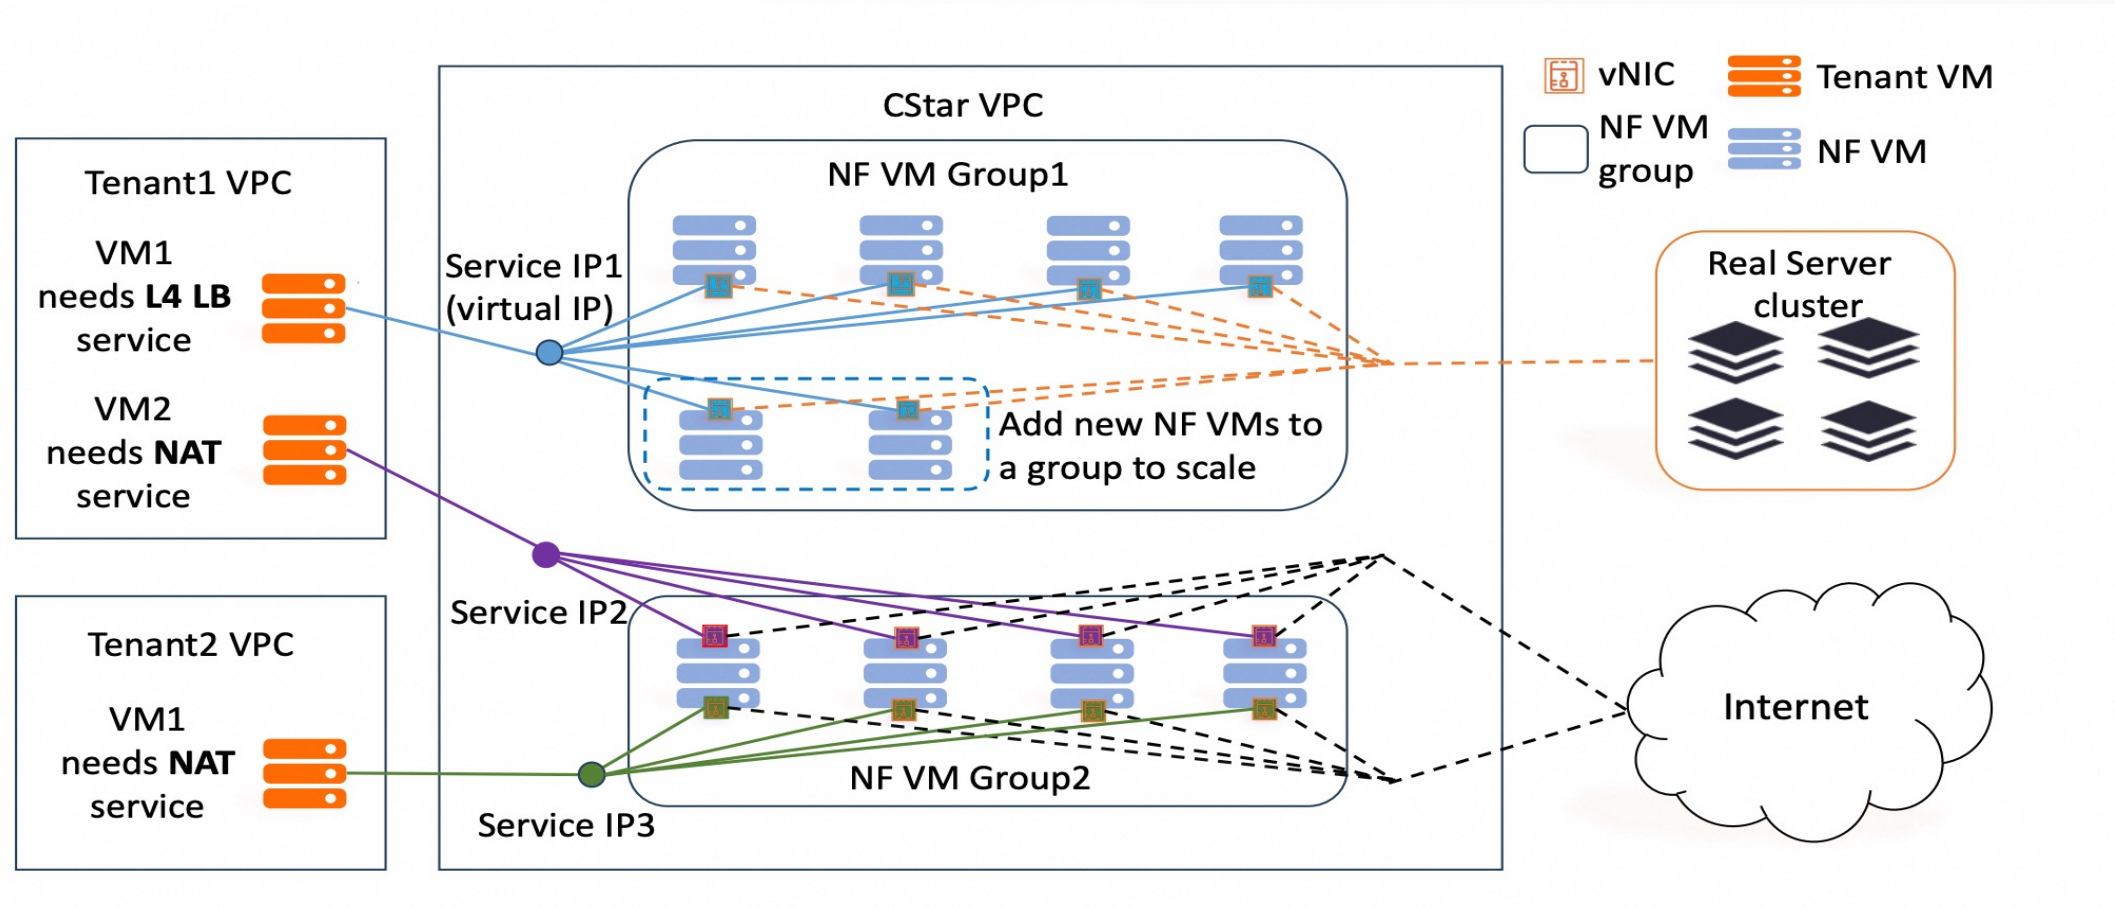 CStar VPC
vNIC
Tenant VM
NF VM
group
NF VM
Tenant1 VPC
VM1
needs L4 LB
service
VM2
needs NAT
service
Service IP1
(virtual IP)
NF VM Group1
Add new NF VMs to
a group to scale
Real Server
cluster
Service IP2
Tenant2 VPC
VM1
needs NAT
service
Service IP3
NF VM Group2
Internet